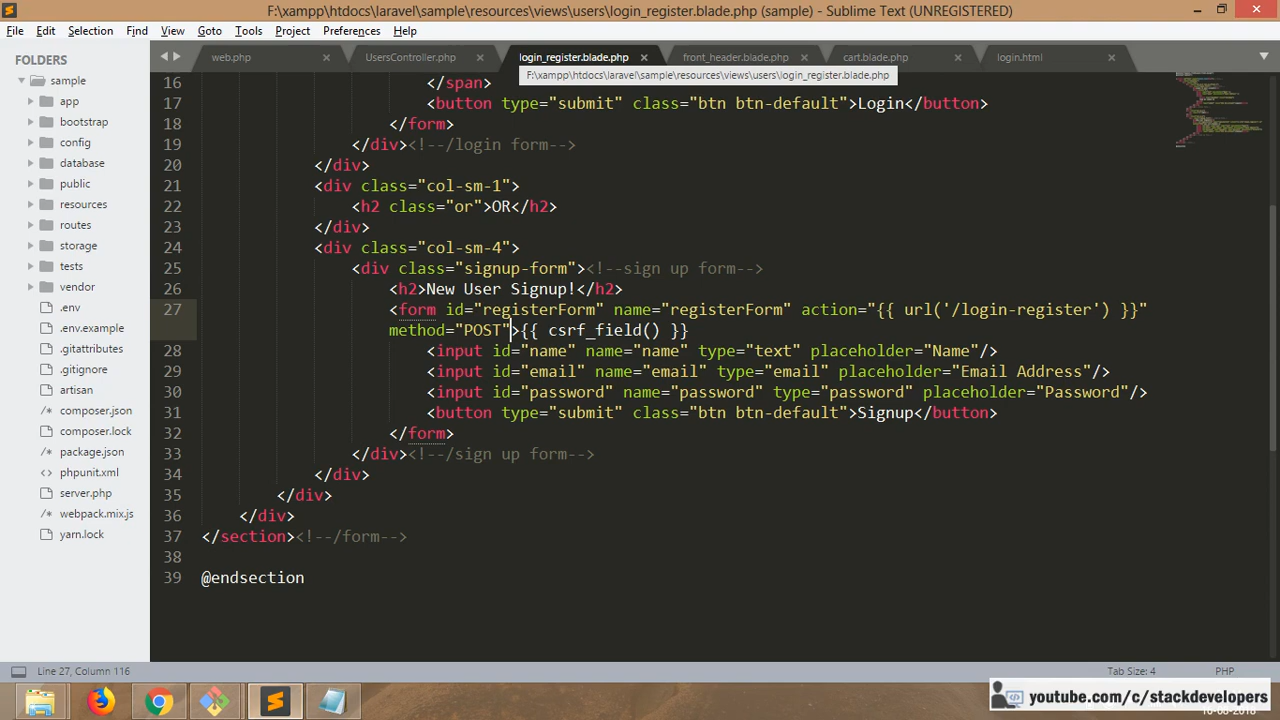 F:\xampp\htdocs\laravel\sample\resources\views\users\login_register.blade.php (sample) - Sublime Text (UNREGISTERED)
File Edit Selection Find View Goto Tools Project Preferences Help
FOLDERS
sample
app
bootstrap
config
database
public
resources
routes
storage
tests
vendor
.env
.env.example
.gitattributes
.gitignore
artisan
composer.json
composer.lock
package.json
phpunit.xml
server.php
webpack.mix.js
yarn.lock
web.php UsersController.php login_register.blade.php front_header.blade.php cart.blade.php login.html
F:\xampp\htdocs\laravel\sample\resources\views\users\login_register.blade.php
16 </span>
17 <button type="submit" class="btn btn-default">Login</button>
18 </form>
19 </div><!--/login form-->
20 </div>
21 <div class="col-sm-1">
22 <h2 class="or">OR</h2>
23 </div>
24 <div class="col-sm-4">
25 <div class="signup-form"><!--sign up form-->
26 <h2>New User Signup!</h2>
27 <form id="registerForm" name="registerForm" action="{{ url('/login-register') }}"
method="POST">{{ csrf_field() }}
28 <input id="name" name="name" type="text" placeholder="Name"/>
29 <input id="email" name="email" type="email" placeholder="Email Address"/>
30 <input id="password" name="password" type="password" placeholder="Password"/>
31 <button type="submit" class="btn btn-default">Signup</button>
32 </form>
33 </div><!--/sign up form-->
34 </div>
35 </div>
36 </div>
37 </section><!--/form-->
38
39 @endsection
Line 27, Column 116 Tab Size: 4 PHP
youtube.com/c/stackdevelopers